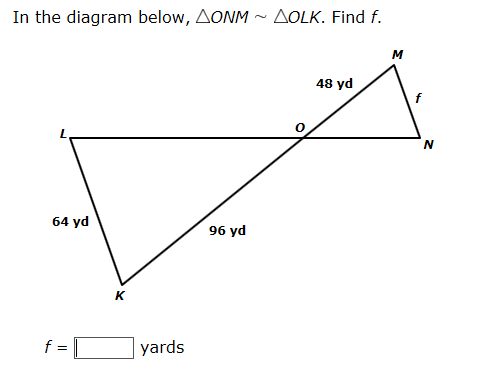 In the diagram below, △ONM ~ △OLK. Find f.
M
48 yd
f
O
L
N
64 yd
96 yd
K
f = yards